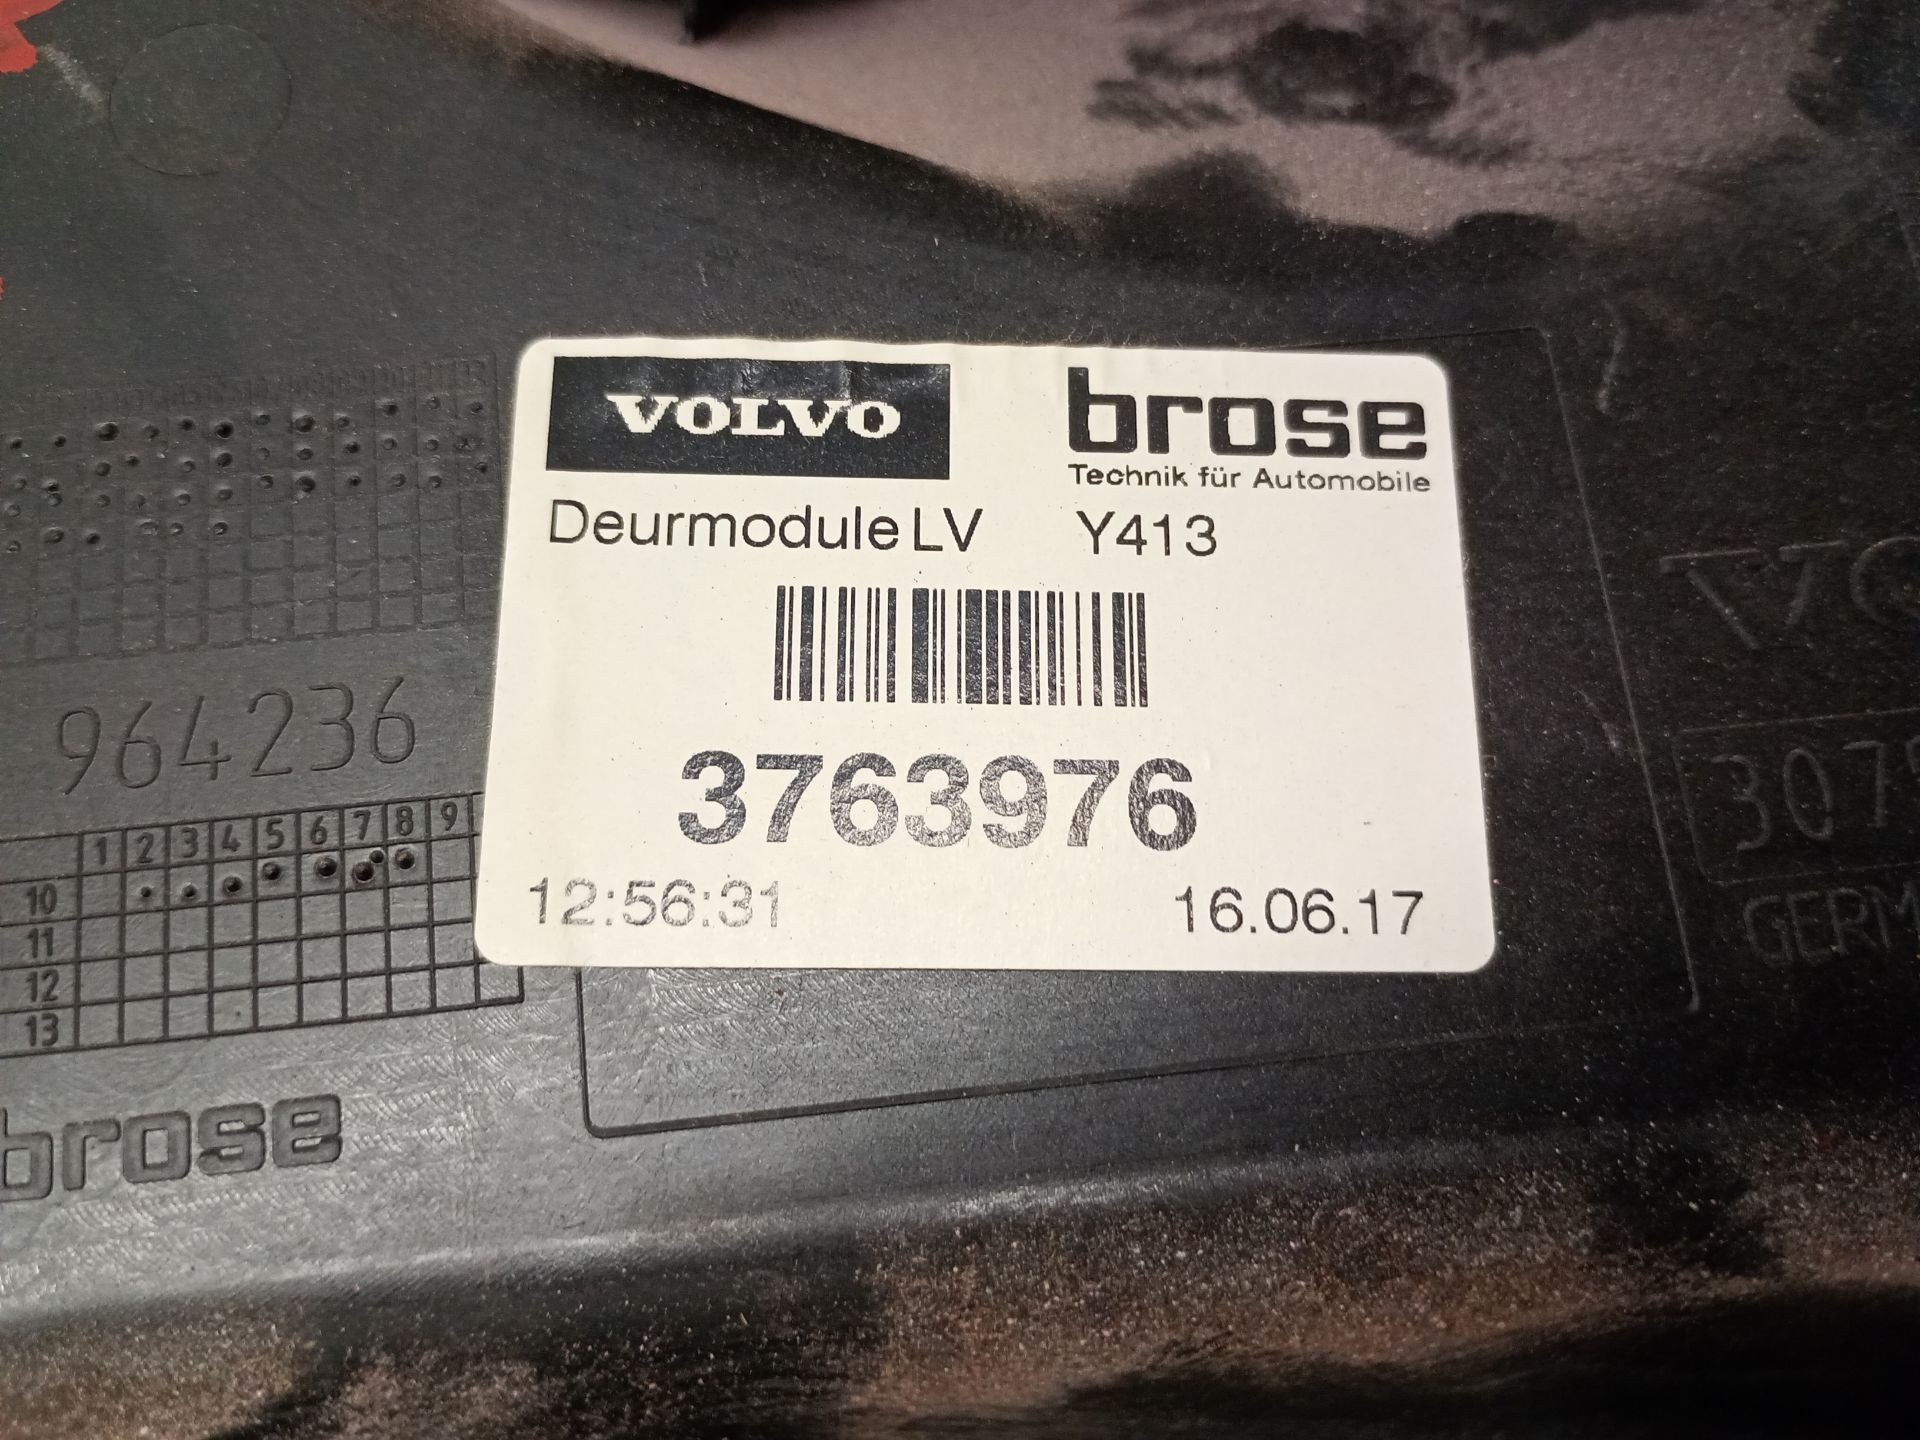 VOLVO
brose
Technik für Automobile
Deurmodule LV Y413
3763976
12:56:31 16.06.17
964236
1 2 3 4 5 6 7 8 9
10
11
12
13
brose